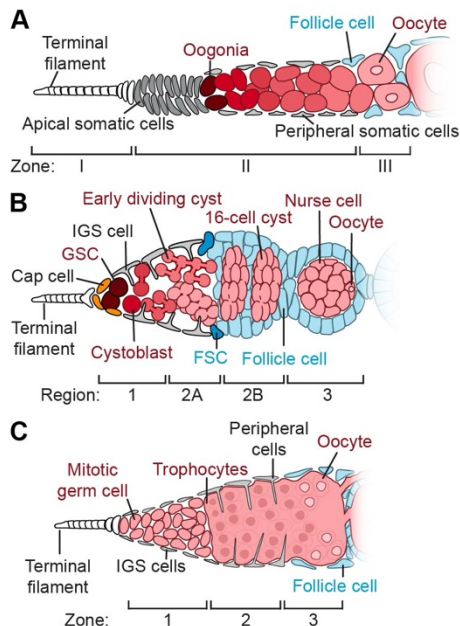 A
Terminal
filament
Oogonia
Follicle cell
Oocyte
Apical somatic cells
Peripheral somatic cells
Zone: I II III
B
Early dividing cyst
IGS cell
GSC
Cap cell
16-cell cyst
Nurse cell
Oocyte
Terminal
filament
Cystoblast
FSC
Follicle cell
Region: 1 2A 2B 3
C
Peripheral
cells
Oocyte
Mitotic
germ cell
Trophocytes
Terminal
filament
IGS cells
Follicle cell
Zone: 1 2 3